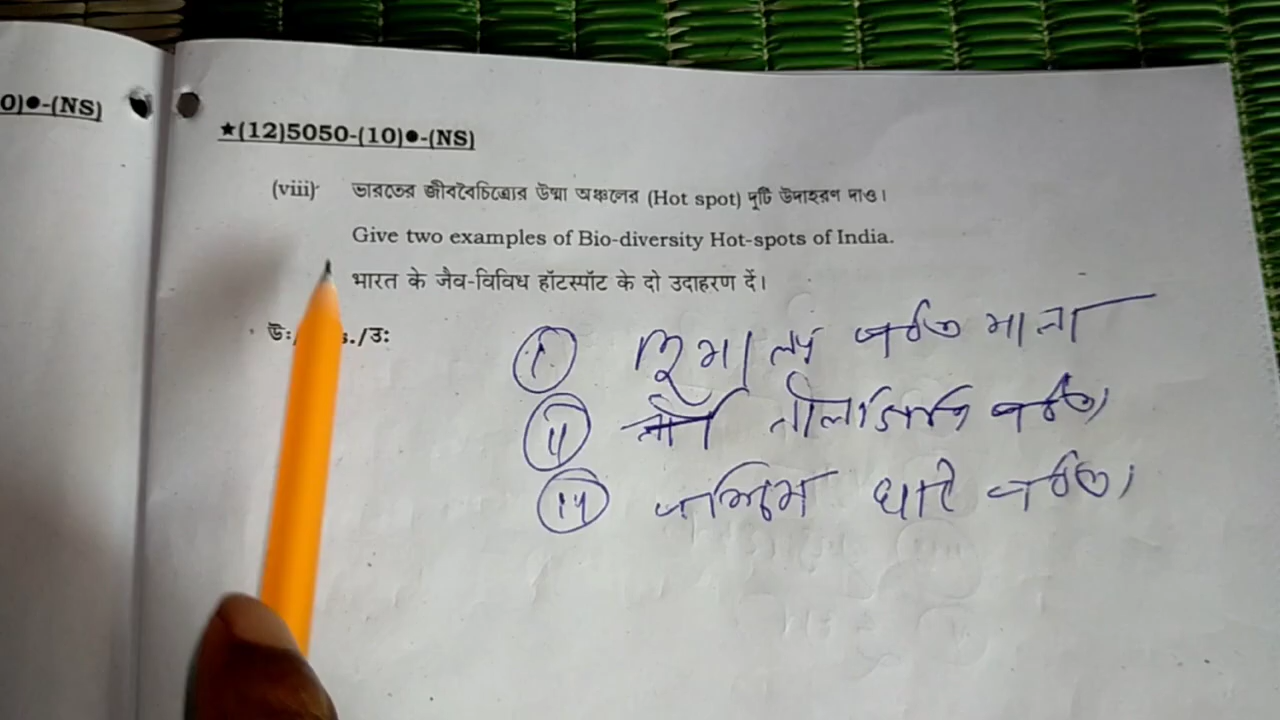 0)●-(NS)
★(12)5050-(10)●-(NS)
(viii) ভারতের জীববৈচিত্র্যের উষ্মা অঞ্চলের (Hot spot) দুটি উদাহরণ দাও।
Give two examples of Bio-diversity Hot-spots of India.
भारत के जैव-विविध हॉटस्पॉट के दो उदाहरण दें।
উঃ/ s./उः
(i) হিমালয় পর্বত মালা
(ii) নীলগিরি পর্বত।
পশ্চিম ঘাট পর্বত।